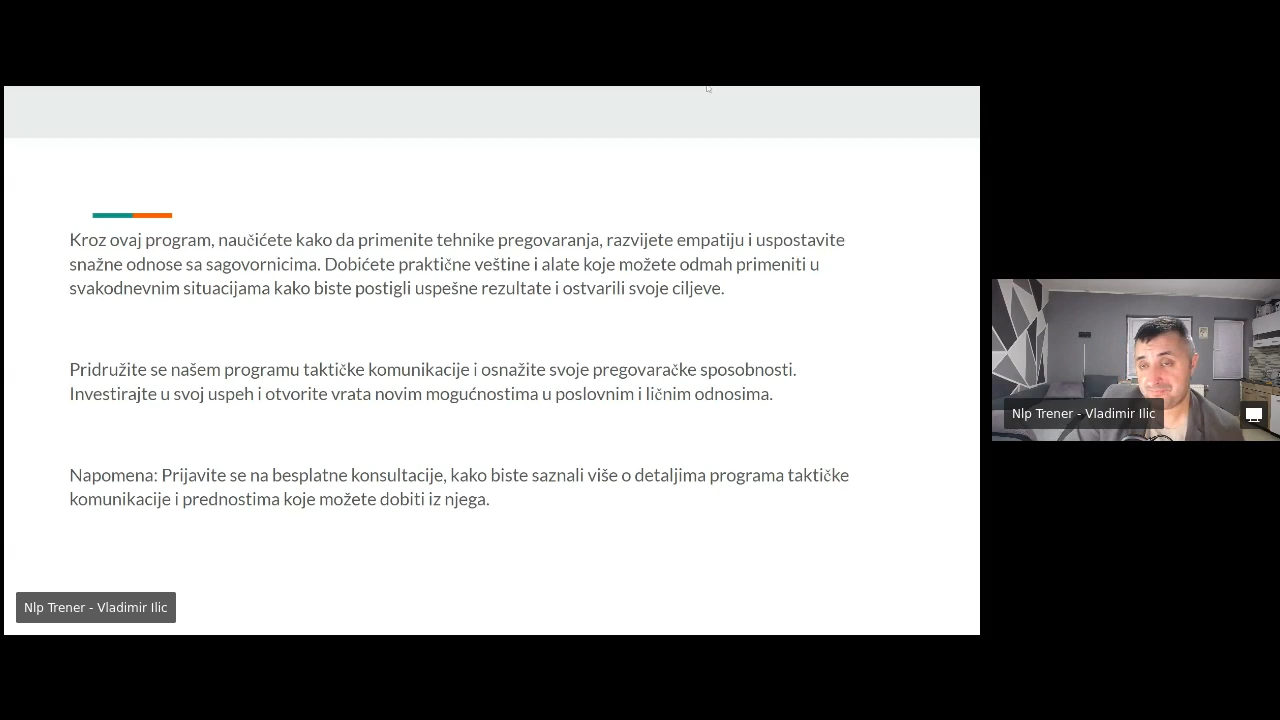 Kroz ovaj program, naučićete kako da primenite tehnike pregovaranja, razvijete empatiju i uspostavite
snažne odnose sa sagovornicima. Dobićete praktične veštine i alate koje možete odmah primeniti u
svakodnevnim situacijama kako biste postigli uspešne rezultate i ostvarili svoje ciljeve.
Pridružite se našem programu taktičke komunikacije i osnažite svoje pregovaračke sposobnosti.
Investirajte u svoj uspeh i otvorite vrata novim mogućnostima u poslovnim i ličnim odnosima.
Napomena: Prijavite se na besplatne konsultacije, kako biste saznali više o detaljima programa taktičke
komunikacije i prednostima koje možete dobiti iz njega.
Nlp Trener - Vladimir Ilic
Nlp Trener - Vladimir Ilic